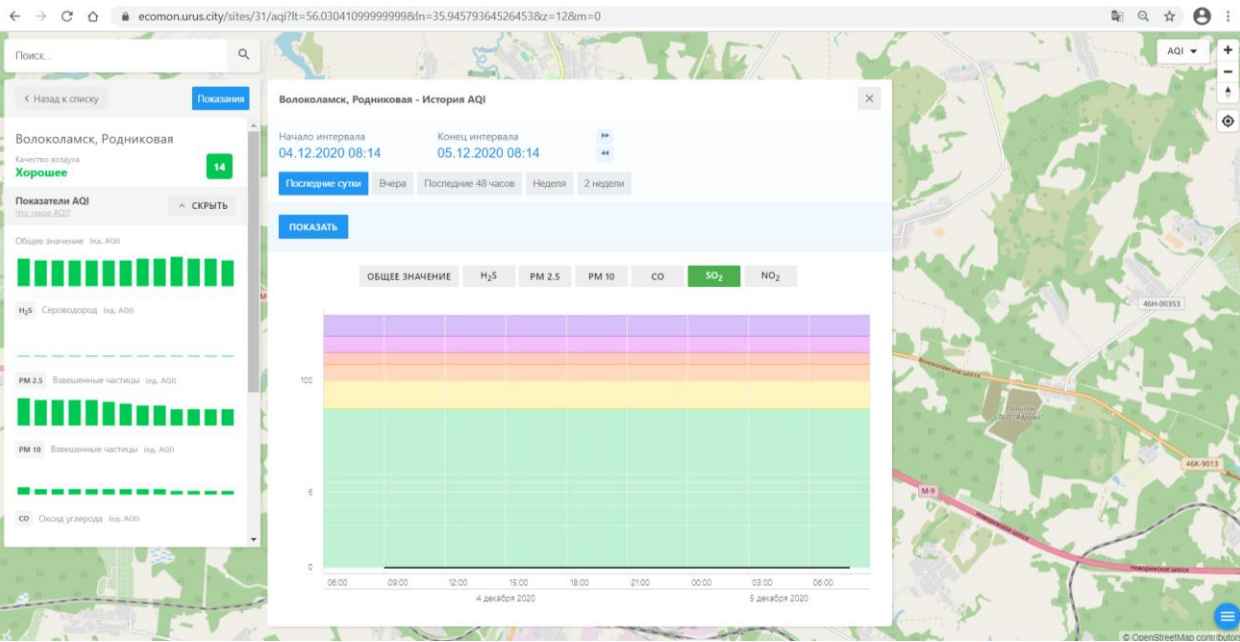 ecomon.urus.city/sites/31/aqi?lt=56.03041099999999&ln=35.94579364526453&z=12&m=0
Поиск...
AQI
Назад к списку
Показания
Волоколамск, Родниковая
Качество воздуха
Хорошее
14
Показатели AQI
Что такое AQI?
СКРЫТЬ
Общее значение (ед. AQI)
H₂S Сероводород (ед. AQI)
PM 2.5 Взвешенные частицы (ед. AQI)
PM 10 Взвешенные частицы (ед. AQI)
CO Оксид углерода (ед. AQI)
Волоколамск, Родниковая - История AQI
Начало интервала
Конец интервала
04.12.2020 08:14
05.12.2020 08:14
Последние сутки
Вчера
Последние 48 часов
Неделя
2 недели
ПОКАЗАТЬ
ОБЩЕЕ ЗНАЧЕНИЕ
H₂S
PM 2.5
PM 10
CO
SO₂
NO₂
100
6
0
06:00 09:00 12:00 15:00 18:00 21:00 00:00 03:00 06:00
4 декабря 2020
5 декабря 2020
46Н-00353
Волоколамское шоссе
46К-9013
М-9
Новорижское шоссе
Новорижское шоссе
© OpenStreetMap contributors